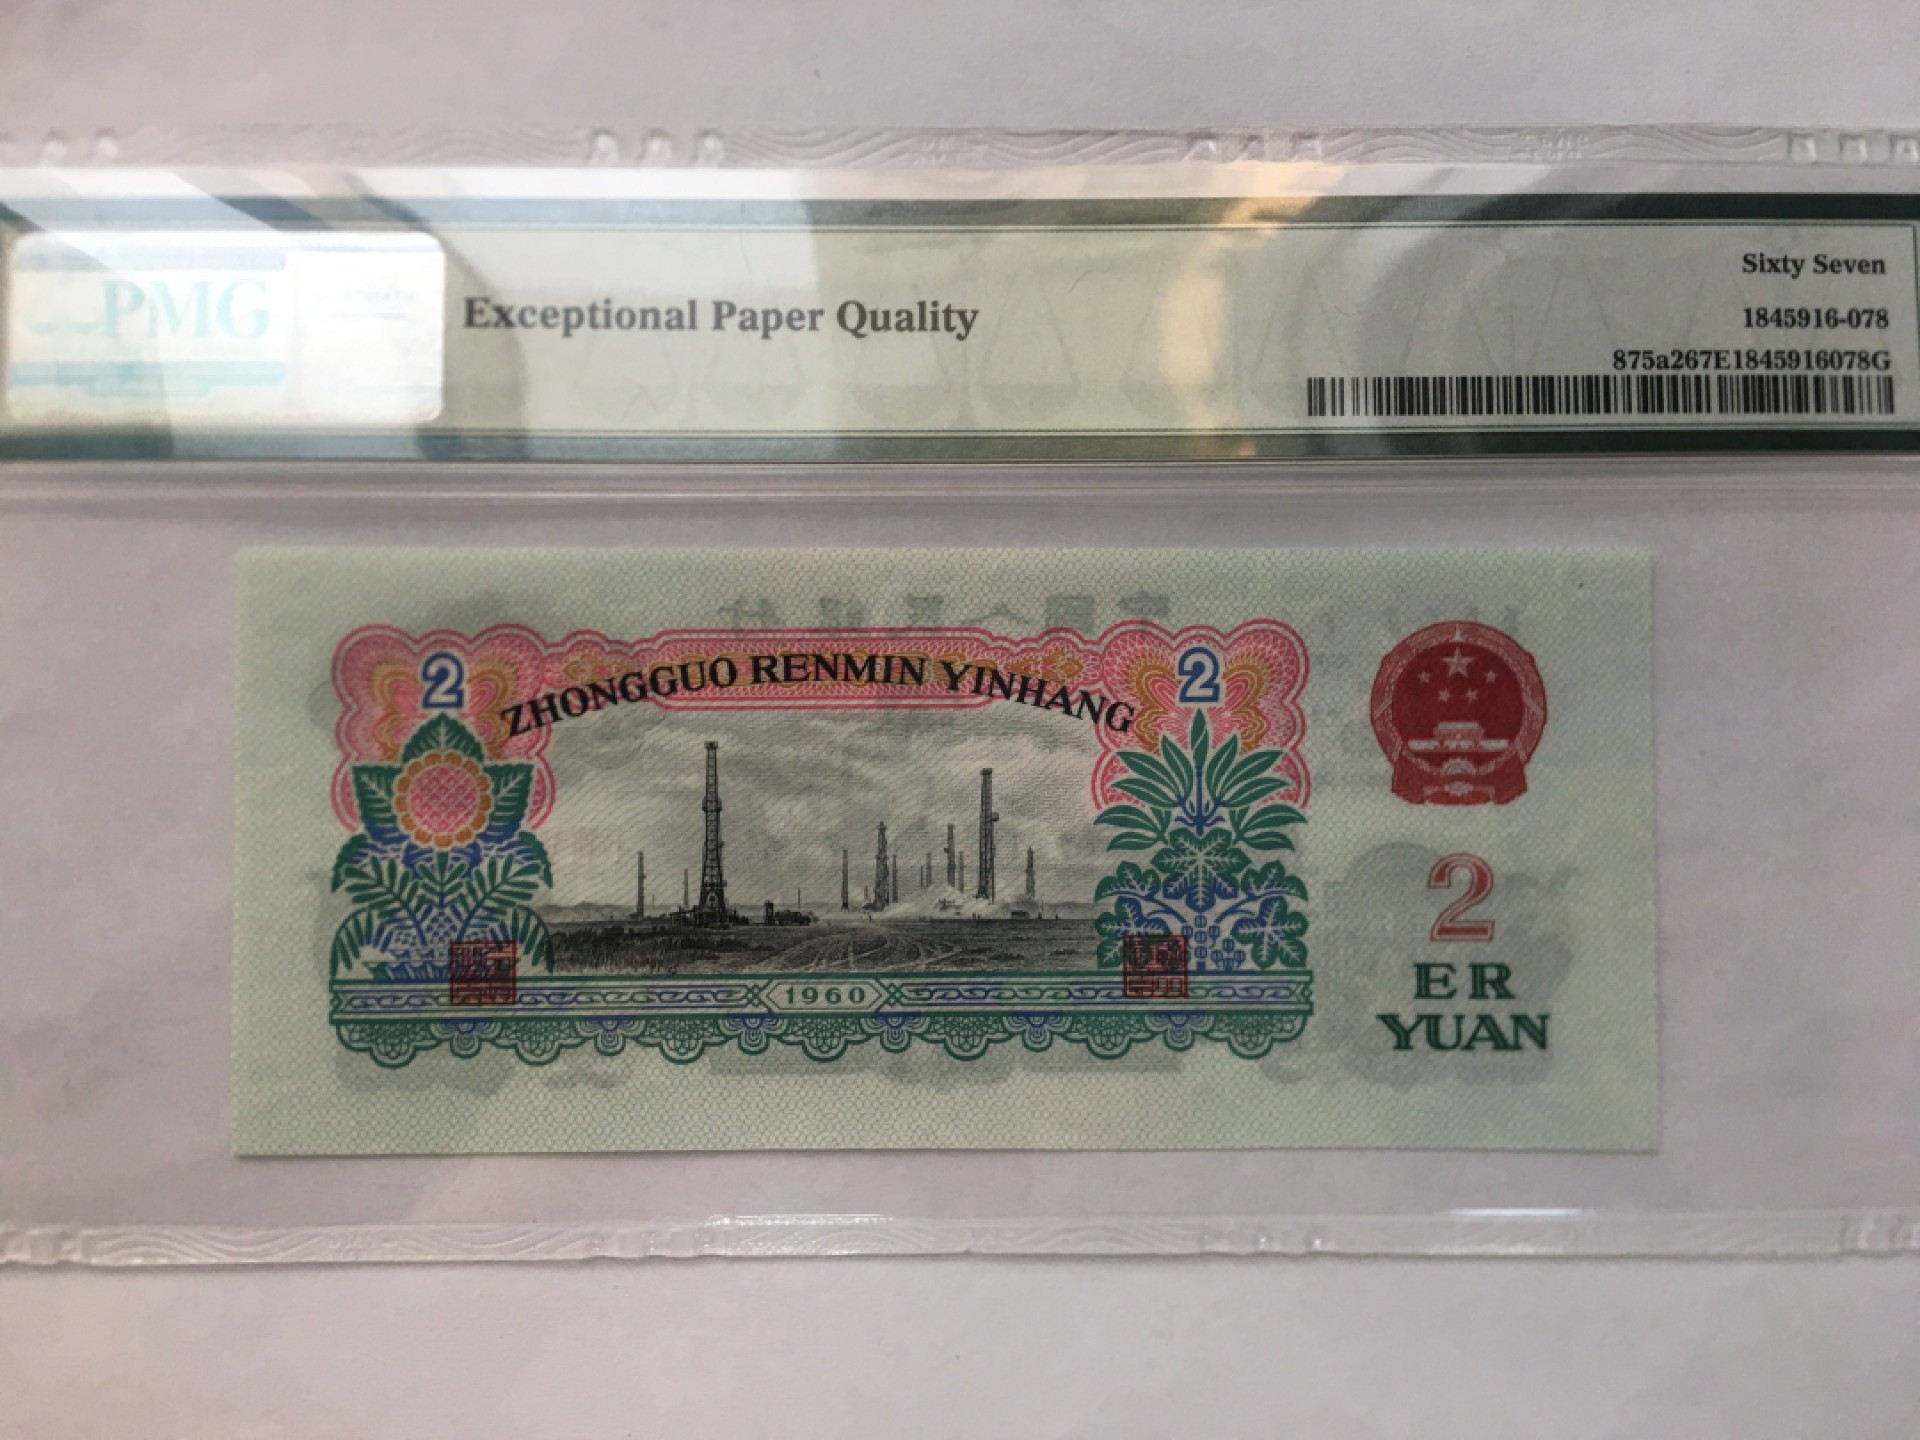 PMG
Exceptional Paper Quality
Sixty Seven
1845916-078
875a267E1845916078G
2
ZHONGGUO RENMIN YINHANG
2
1960
2
ER
YUAN